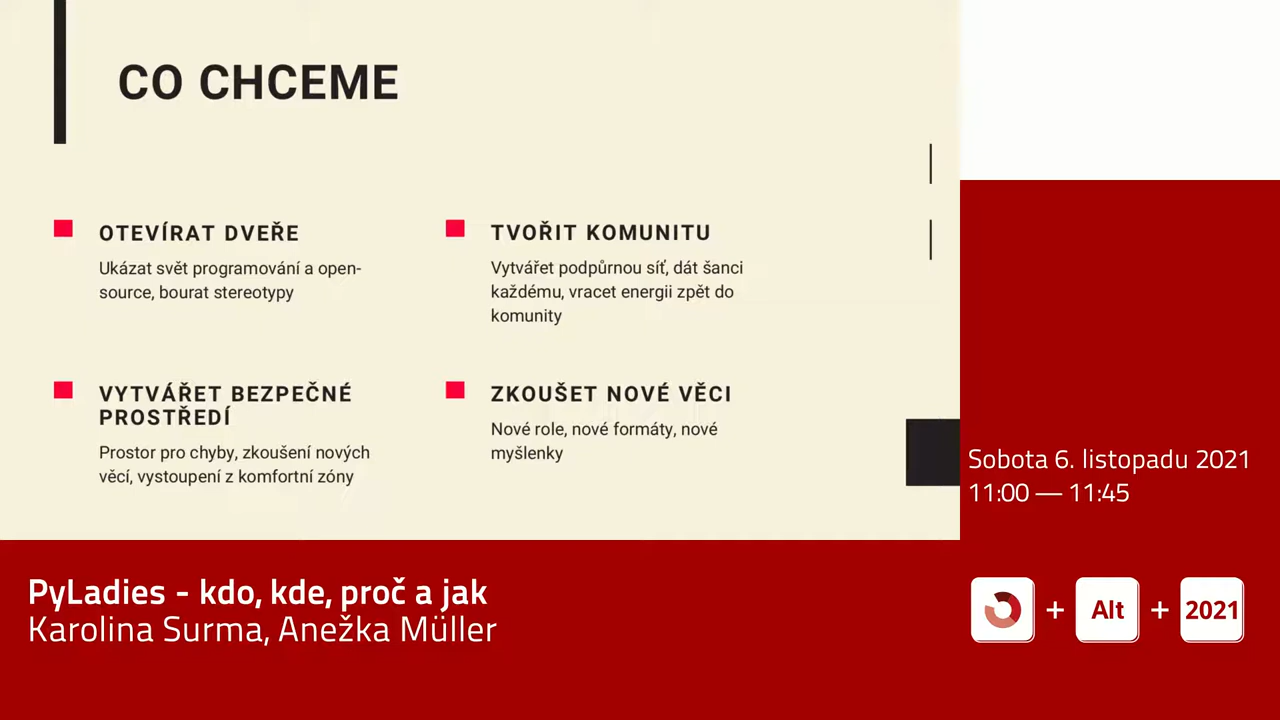 CO CHCEME
OTEVÍRAT DVEŘE
Ukázat svět programování a open-
source, bourat stereotypy
TVOŘIT KOMUNITU
Vytvářet podpůrnou síť, dát šanci
každému, vracet energii zpět do
komunity
VYTVÁŘET BEZPEČNÉ
PROSTŘEDÍ
Prostor pro chyby, zkoušení nových
věcí, vystoupení z komfortní zóny
ZKOUŠET NOVÉ VĚCI
Nové role, nové formáty, nové
myšlenky
Sobota 6. listopadu 2021
11:00 — 11:45
PyLadies - kdo, kde, proč a jak
Karolina Surma, Anežka Müller
+ Alt + 2021